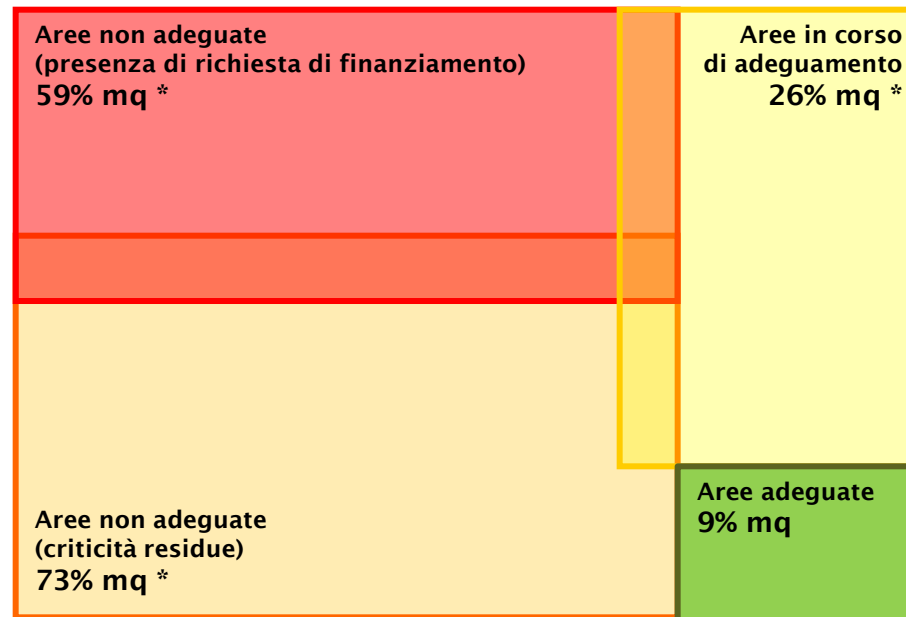 Aree non adeguate
(presenza di richiesta di finanziamento)
59% mq *
Aree in corso
di adeguamento
26% mq *
Aree adeguate
9% mq
Aree non adeguate
(criticità residue)
73% mq *